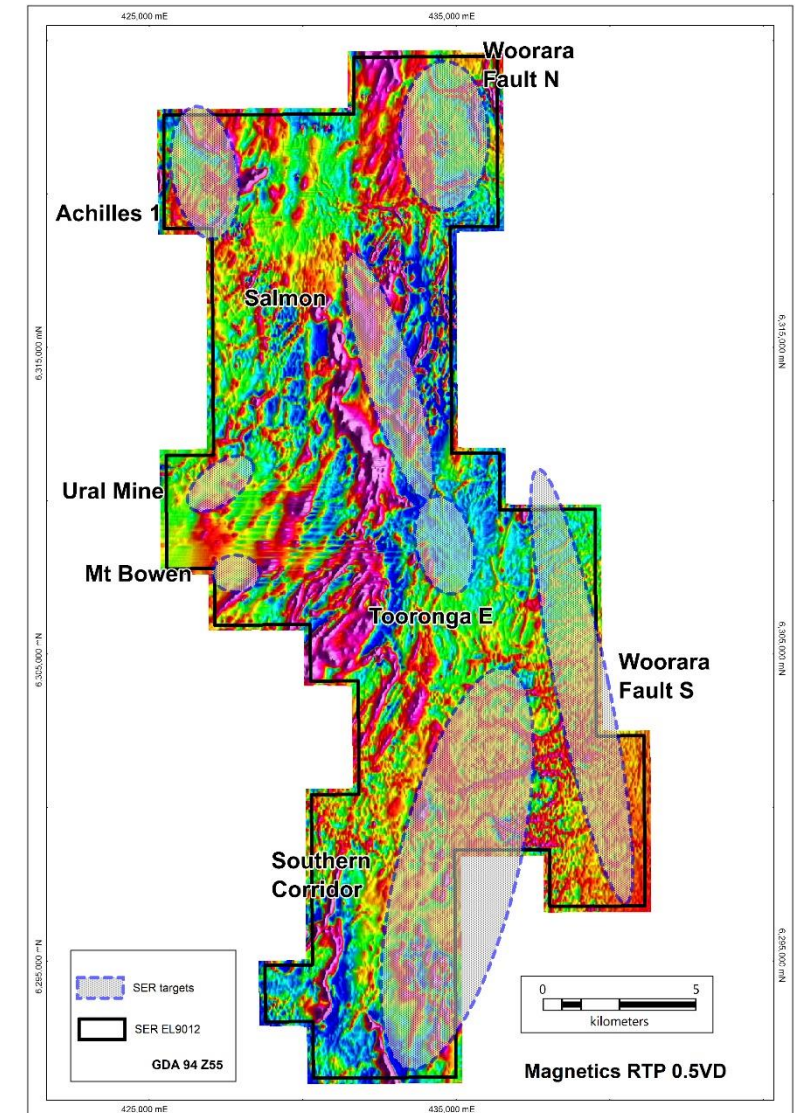 425,000 mE
435,000 mE
Woorara
Fault N
Achilles 1
Salmon
6,315,000 mN
6,315,000 mN
Ural Mine
Mt Bowen
Tooronga E
6,305,000 mN
6,305,000 mN
Woorara
Fault S
Southern
Corridor
6,295,000 mN
6,295,000 mN
SER targets
SER EL9012
GDA 94 Z55
0
5
kilometers
Magnetics RTP 0.5VD
425,000 mE
435,000 mE